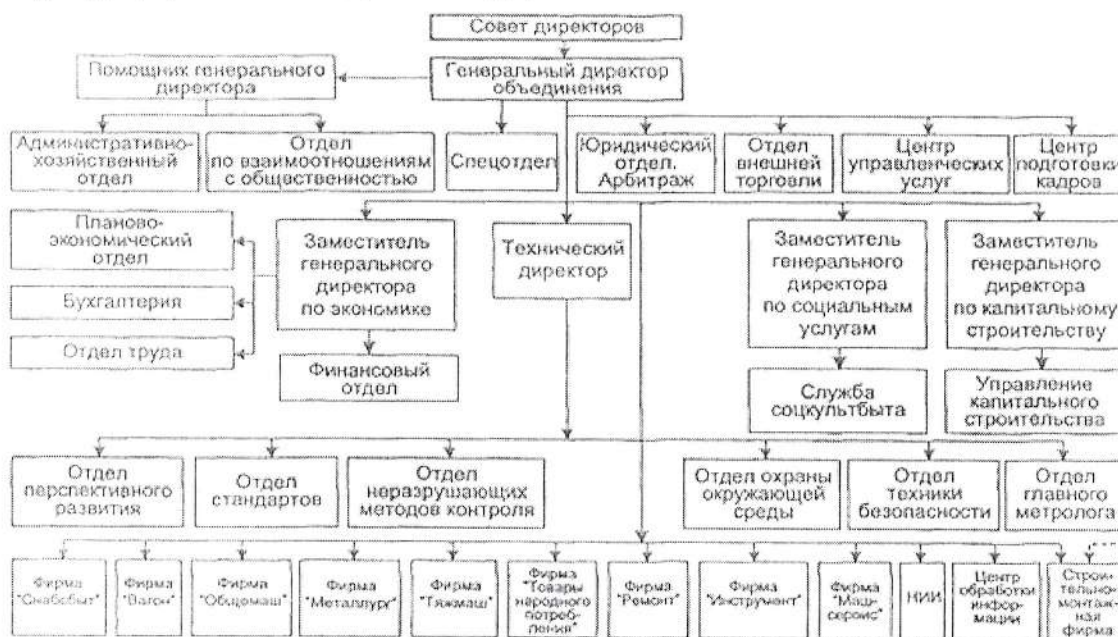 Совет директоров
Помощник генерального
директора
Генеральный директор
объединения
Административно-
хозяйственный
отдел
Отдел
по взаимоотношениям
с общественностью
Спецотдел
Юридический
отдел.
Арбитраж
Отдел
внешней
торговли
Центр
управленческих
услуг
Центр
подготовки
кадров
Планово-
экономический
отдел
Бухгалтерия
Отдел труда
Заместитель
генерального
директора
по экономике
Технический
директор
Заместитель
генерального
директора
по социальным
услугам
Заместитель
генерального
директора
по капитальному
строительству
Финансовый
отдел
Служба
соцкультбыта
Управление
капитального
строительства
Отдел
перспективного
развития
Отдел
стандартов
Отдел
неразрушающих
методов контроля
Отдел охраны
окружающей
среды
Отдел
техники
безопасности
Отдел
главного
метролога
Фирма
"Снабсбыт"
Фирма
"Вагон"
Фирма
"Общемаш"
Фирма
"Металлург"
Фирма
"Тяжмаш"
Фирма
"Товары
народного
потреб-
ления"
Фирма
"Ремонт"
Фирма
"Инструмент"
Фирма
"Маш-
сервис"
НИИ
Центр
обработки
инфор-
мации
Строи-
тельно-
монтаж-
ная
фирма